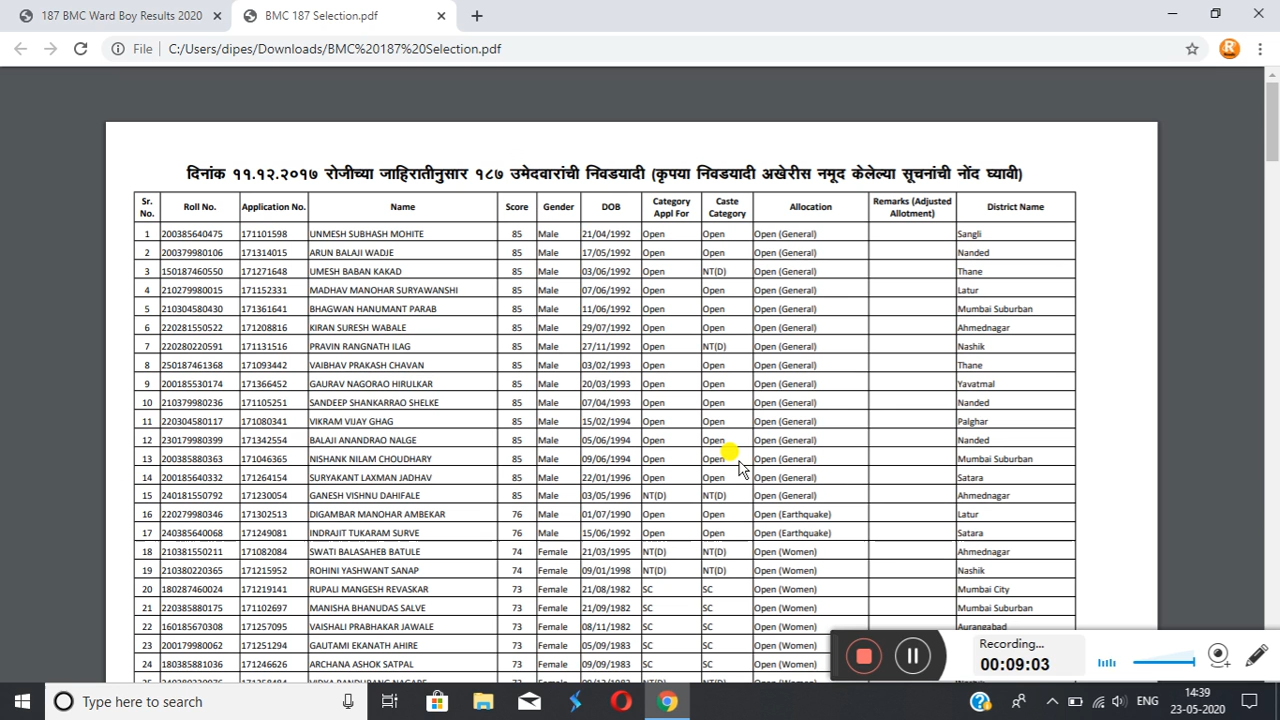 187 BMC Ward Boy Results 2020
BMC 187 Selection.pdf
File C:/Users/dipes/Downloads/BMC%20187%20Selection.pdf
दिनांक ११.१२.२०१७ रोजीच्या जाहिरातीनुसार १८७ उमेदवारांची निवडयादी (कृपया निवडयादी अखेरीस नमूद केलेल्या सूचनांची नोंद घ्यावी)
Sr. No. Roll No. Application No. Name Score Gender DOB Category Appl For Caste Category Allocation Remarks (Adjusted Allotment) District Name
1 200385640475 171101598 UNMESH SUBHASH MOHITE 85 Male 21/04/1992 Open Open Open (General) Sangli
2 200379980106 171314015 ARUN BALAJI WADJE 85 Male 17/05/1992 Open Open Open (General) Nanded
3 150187460550 171271648 UMESH BABAN KAKAD 85 Male 03/06/1992 Open NT(D) Open (General) Thane
4 210279980015 171152331 MADHAV MANOHAR SURYAWANSHI 85 Male 07/06/1992 Open Open Open (General) Latur
5 210304580430 171361641 BHAGWAN HANUMANT PARAB 85 Male 11/06/1992 Open Open Open (General) Mumbai Suburban
6 220281550522 171208816 KIRAN SURESH WABALE 85 Male 29/07/1992 Open Open Open (General) Ahmednagar
7 220280220591 171131516 PRAVIN RANGNATH ILAG 85 Male 27/11/1992 Open NT(D) Open (General) Nashik
8 250187461368 171093442 VAIBHAV PRAKASH CHAVAN 85 Male 03/02/1993 Open Open Open (General) Thane
9 200185530174 171366452 GAURAV NAGORAO HIRULKAR 85 Male 20/03/1993 Open Open Open (General) Yavatmal
10 210379980236 171105251 SANDEEP SHANKARRAO SHELKE 85 Male 07/04/1993 Open Open Open (General) Nanded
11 220304580117 171080341 VIKRAM VIJAY GHAG 85 Male 15/02/1994 Open Open Open (General) Palghar
12 230179980399 171342554 BALAJI ANANDRAO NALGE 85 Male 05/06/1994 Open Open Open (General) Nanded
13 200385880363 171046365 NISHANK NILAM CHOUDHARY 85 Male 09/06/1994 Open Open Open (General) Mumbai Suburban
14 200185640332 171264154 SURYAKANT LAXMAN JADHAV 85 Male 22/01/1996 Open Open Open (General) Satara
15 240181550792 171230054 GANESH VISHNU DAHIFALE 85 Male 03/05/1996 NT(D) NT(D) Open (General) Ahmednagar
16 220279980346 171302513 DIGAMBAR MANOHAR AMBEKAR 76 Male 01/07/1990 Open Open Open (Earthquake) Latur
17 240385640068 171249081 INDRAJIT TUKARAM SURVE 76 Male 15/06/1992 Open Open Open (Earthquake) Satara
18 210381550211 171082084 SWATI BALASAHEB BATULE 74 Female 21/03/1995 NT(D) NT(D) Open (Women) Ahmednagar
19 210380220365 171215952 ROHINI YASHWANT SANAP 74 Female 09/01/1998 NT(D) NT(D) Open (Women) Nashik
20 180287460024 171219141 RUPALI MANGESH REVASKAR 73 Female 21/08/1982 SC SC Open (Women) Mumbai City
21 220385880175 171102697 MANISHA BHANUDAS SALVE 73 Female 21/09/1982 SC SC Open (Women) Mumbai Suburban
22 160185670308 171257095 VAISHALI PRABHAKAR JAWALE 73 Female 08/11/1982 SC SC Open (Women) Aurangabad
23 200179980062 171251294 GAUTAMI EKANATH AHIRE 73 Female 05/09/1983 SC SC Open (Women)
24 180385881036 171246626 ARCHANA ASHOK SATPAL 73 Female 09/09/1983 SC SC Open (Women)
Recording...
00:09:03
Type here to search
ENG
14:39
23-05-2020